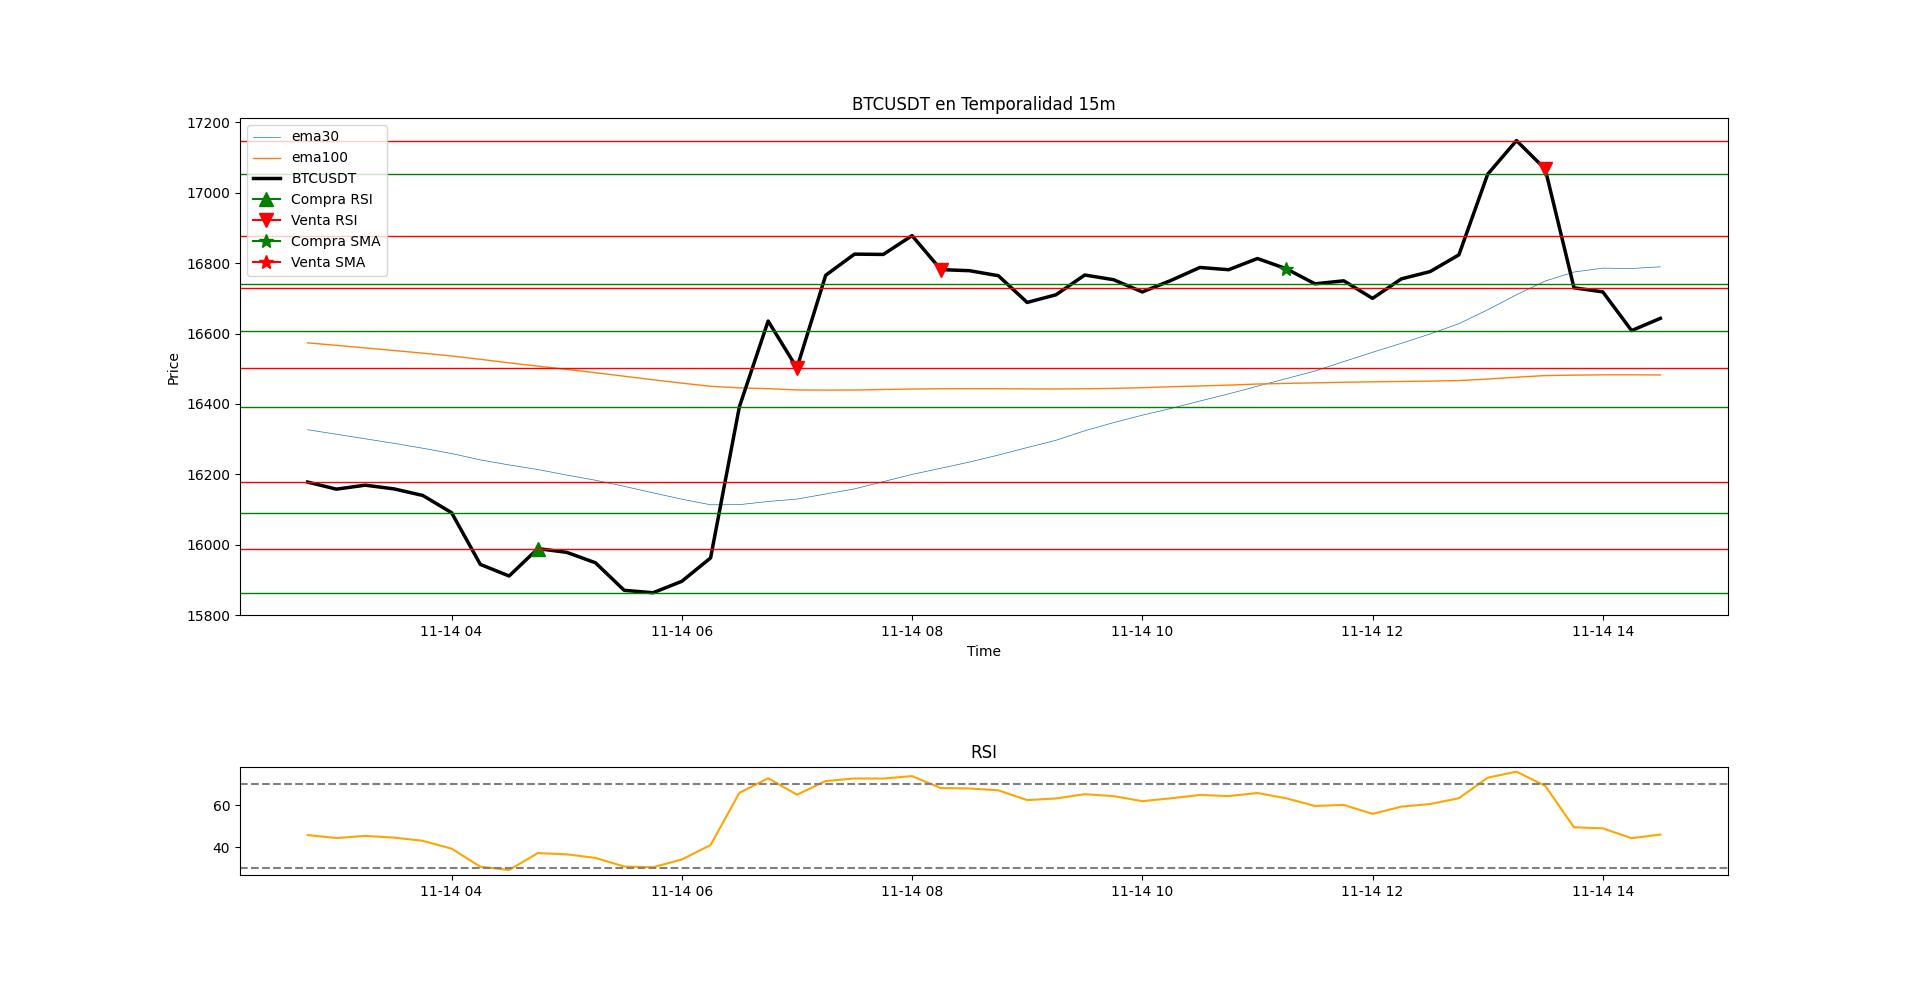 BTCUSDT en Temporalidad 15m
17200
17000
16800
16600
16400
16200
16000
15800
Price
ema30
ema100
BTCUSDT
Compra RSI
Venta RSI
Compra SMA
Venta SMA
11-14 04
11-14 06
11-14 08
11-14 10
11-14 12
11-14 14
Time
RSI
60
40
11-14 04
11-14 06
11-14 08
11-14 10
11-14 12
11-14 14